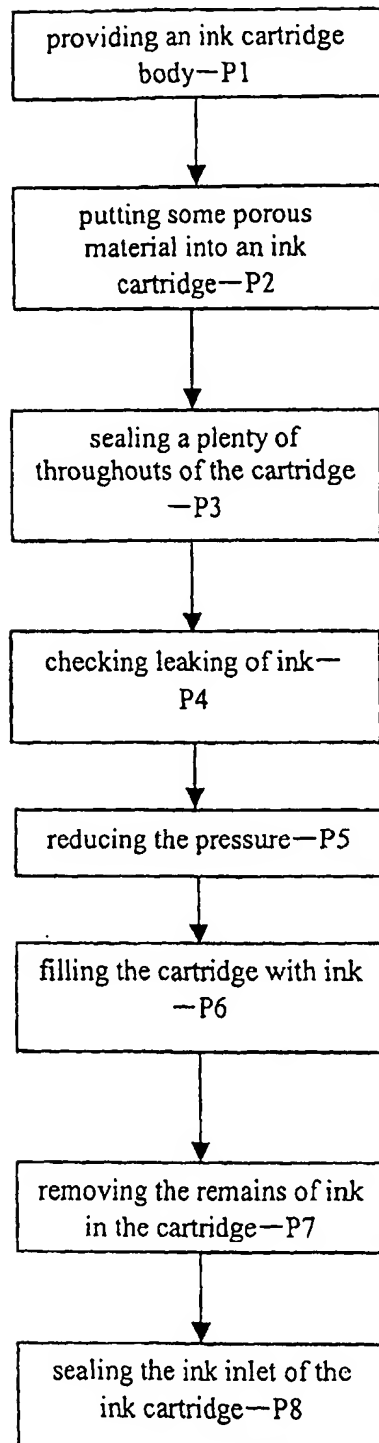 providing an ink cartridge
body—P1
putting some porous
material into an ink
cartridge—P2
sealing a plenty of
throughouts of the cartridge
—P3
checking leaking of ink—
P4
reducing the pressure—P5
filling the cartridge with ink
—P6
removing the remains of ink
in the cartridge—P7
sealing the ink inlet of the
ink cartridge—P8